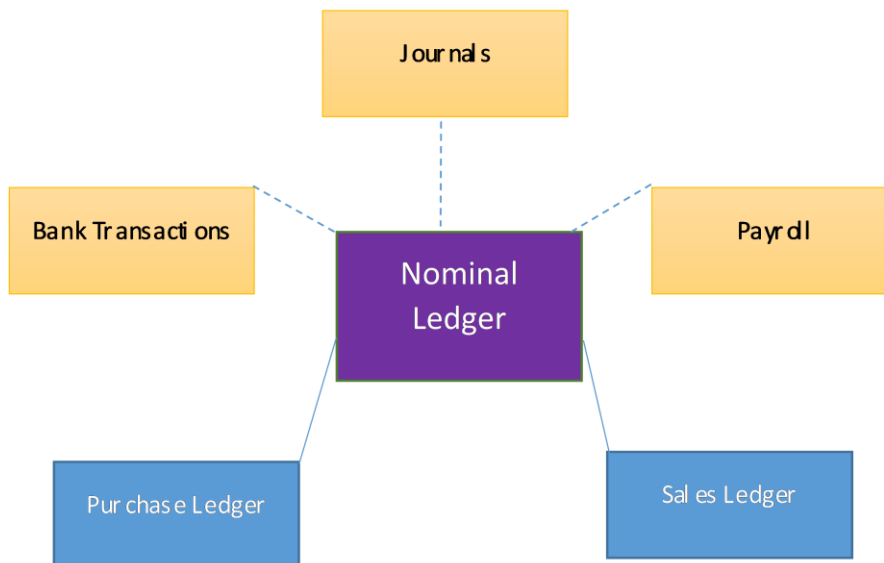 Journals
Bank Transactions
Payroll
Nominal
Ledger
Purchase Ledger
Sales Ledger